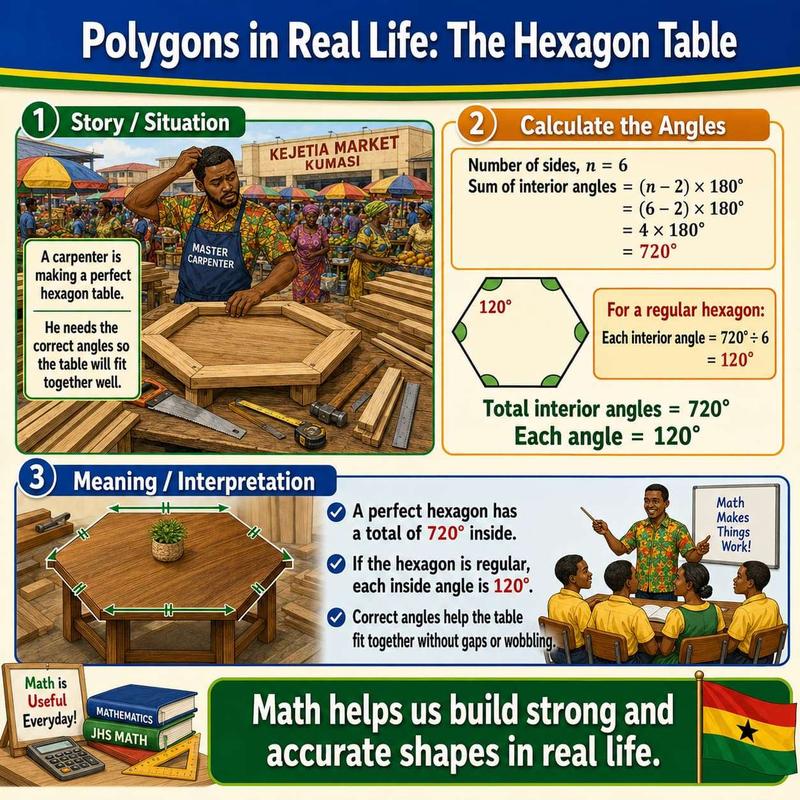 Polygons in Real Life: The Hexagon Table
1 Story / Situation
KEJETIA MARKET
KUMASI
MASTER
CARPENTER
A carpenter is
making a perfect
hexagon table.
He needs the
correct angles so
the table will fit
together well.
2 Calculate the Angles
Number of sides, n = 6
Sum of interior angles = (n − 2) × 180°
= (6 − 2) × 180°
= 4 × 180°
= 720°
120°
For a regular hexagon:
Each interior angle = 720° ÷ 6
= 120°
Total interior angles = 720°
Each angle = 120°
3 Meaning / Interpretation
A perfect hexagon has
a total of 720° inside.
If the hexagon is regular,
each inside angle is 120°.
Correct angles help the table
fit together without gaps or wobbling.
Math
Makes
Things
Work!
Math is
Useful
Everyday!
MATHEMATICS
JHS MATH
Math helps us build strong and
accurate shapes in real life.